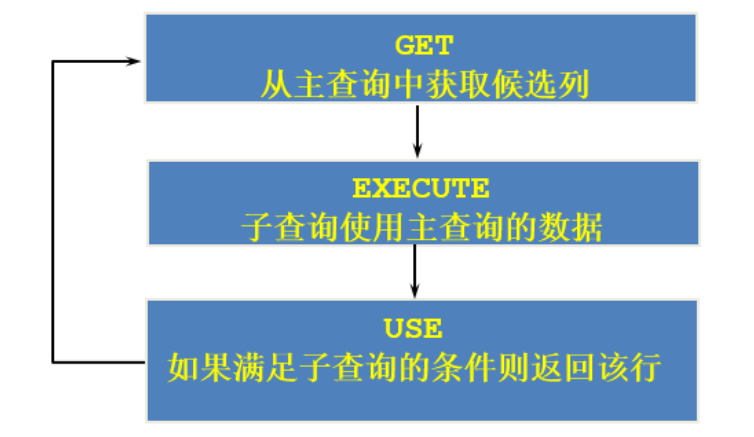 GET
从主查询中获取候选列
EXECUTE
子查询使用主查询的数据
USE
如果满足子查询的条件则返回该行